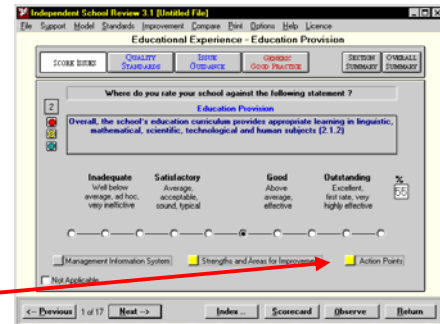 Independent School Review 3.1 [Untitled File]
File Support Model Standards Improvement Compare Print Options Help Licence
Educational Experience - Education Provision
SCORE ISSUES QUALITY STANDARDS ISSUE GUIDANCE GENERIC GOOD PRACTICE SECTION SUMMARY OVERALL SUMMARY
Where do you rate your school against the following statement ?
Education Provision
2
Overall, the school's education curriculum provides appropriate learning in linguistic,
mathematical, scientific, technological and human subjects (2.1.2)
Inadequate Satisfactory Good Outstanding %
Well below Average, Above Excellent, 55
average, ad hoc, acceptable, average, first rate, very
very ineffictive sound, typical effective highly effective
Management Information System Strengths and Areas for Improvement Action Points
Not Applicable
<-- Previous 1 of 17 Next --> Index .. Scorecard Observe Return